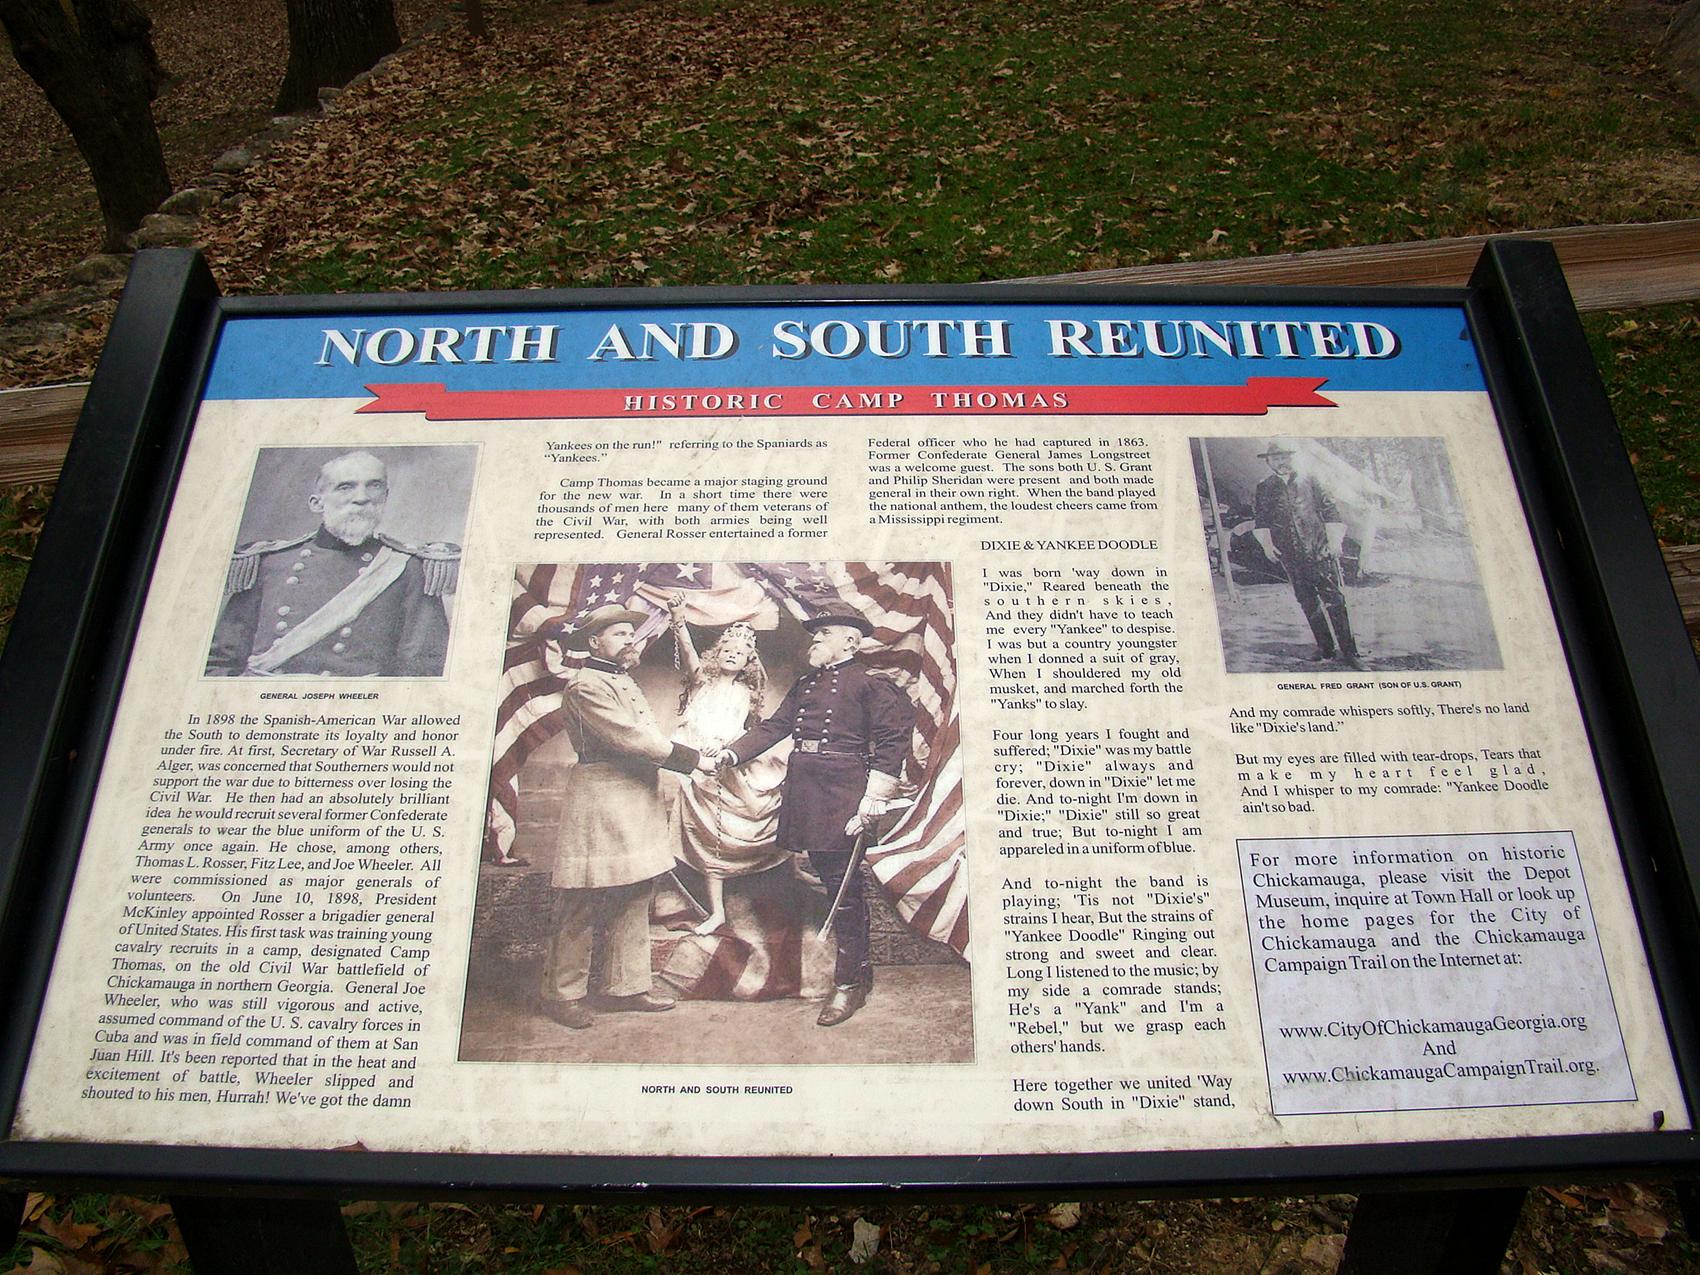 NORTH AND SOUTH REUNITED
HISTORIC CAMP THOMAS
GENERAL JOSEPH WHEELER
In 1898 the Spanish-American War allowed
the South to demonstrate its loyalty and honor
under fire. At first, Secretary of War Russell A.
Alger, was concerned that Southerners would not
support the war due to bitterness over losing the
Civil War. He then had an absolutely brilliant
idea he would recruit several former Confederate
generals to wear the blue uniform of the U. S.
Army once again. He chose, among others,
Thomas L. Rosser, Fitz Lee, and Joe Wheeler. All
were commissioned as major generals of
volunteers. On June 10, 1898, President
McKinley appointed Rosser a brigadier general
of United States. His first task was training young
cavalry recruits in a camp, designated Camp
Thomas, on the old Civil War battlefield of
Chickamauga in northern Georgia. General Joe
Wheeler, who was still vigorous and active,
assumed command of the U. S. cavalry forces in
Cuba and was in field command of them at San
Juan Hill. It's been reported that in the heat and
excitement of battle, Wheeler slipped and
shouted to his men, Hurrah! We've got the damn
Yankees on the run!" referring to the Spaniards as
“Yankees.”
Camp Thomas became a major staging ground
for the new war. In a short time there were
thousands of men here many of them veterans of
the Civil War, with both armies being well
represented. General Rosser entertained a former
Federal officer who he had captured in 1863.
Former Confederate General James Longstreet
was a welcome guest. The sons both U. S. Grant
and Philip Sheridan were present and both made
general in their own right. When the band played
the national anthem, the loudest cheers came from
a Mississippi regiment.
NORTH AND SOUTH REUNITED
DIXIE & YANKEE DOODLE
I was born 'way down in
"Dixie," Reared beneath the
southern skies,
And they didn't have to teach
me every "Yankee" to despise.
I was but a country youngster
when I donned a suit of gray,
When I shouldered my old
musket, and marched forth the
"Yanks" to slay.
Four long years I fought and
suffered; "Dixie" was my battle
cry; "Dixie" always and
forever, down in "Dixie" let me
die. And to-night I'm down in
"Dixie;" "Dixie" still so great
and true; But to-night I am
appareled in a uniform of blue.
And to-night the band is
playing; 'Tis not "Dixie's"
strains I hear, But the strains of
"Yankee Doodle" Ringing out
strong and sweet and clear.
Long I listened to the music; by
my side a comrade stands;
He's a "Yank" and I'm a
"Rebel," but we grasp each
others' hands.
Here together we united 'Way
down South in "Dixie" stand,
GENERAL FRED GRANT (SON OF U.S. GRANT)
And my comrade whispers softly, There's no land
like "Dixie's land.”
But my eyes are filled with tear-drops, Tears that
make my heart feel glad,
And I whisper to my comrade: "Yankee Doodle
ain't so bad.
For more information on historic
Chickamauga, please visit the Depot
Museum, inquire at Town Hall or look up
the home pages for the City of
Chickamauga and the Chickamauga
Campaign Trail on the Internet at:
www.CityOfChickamaugaGeorgia.org
And
www.ChickamaugaCampaignTrail.org.